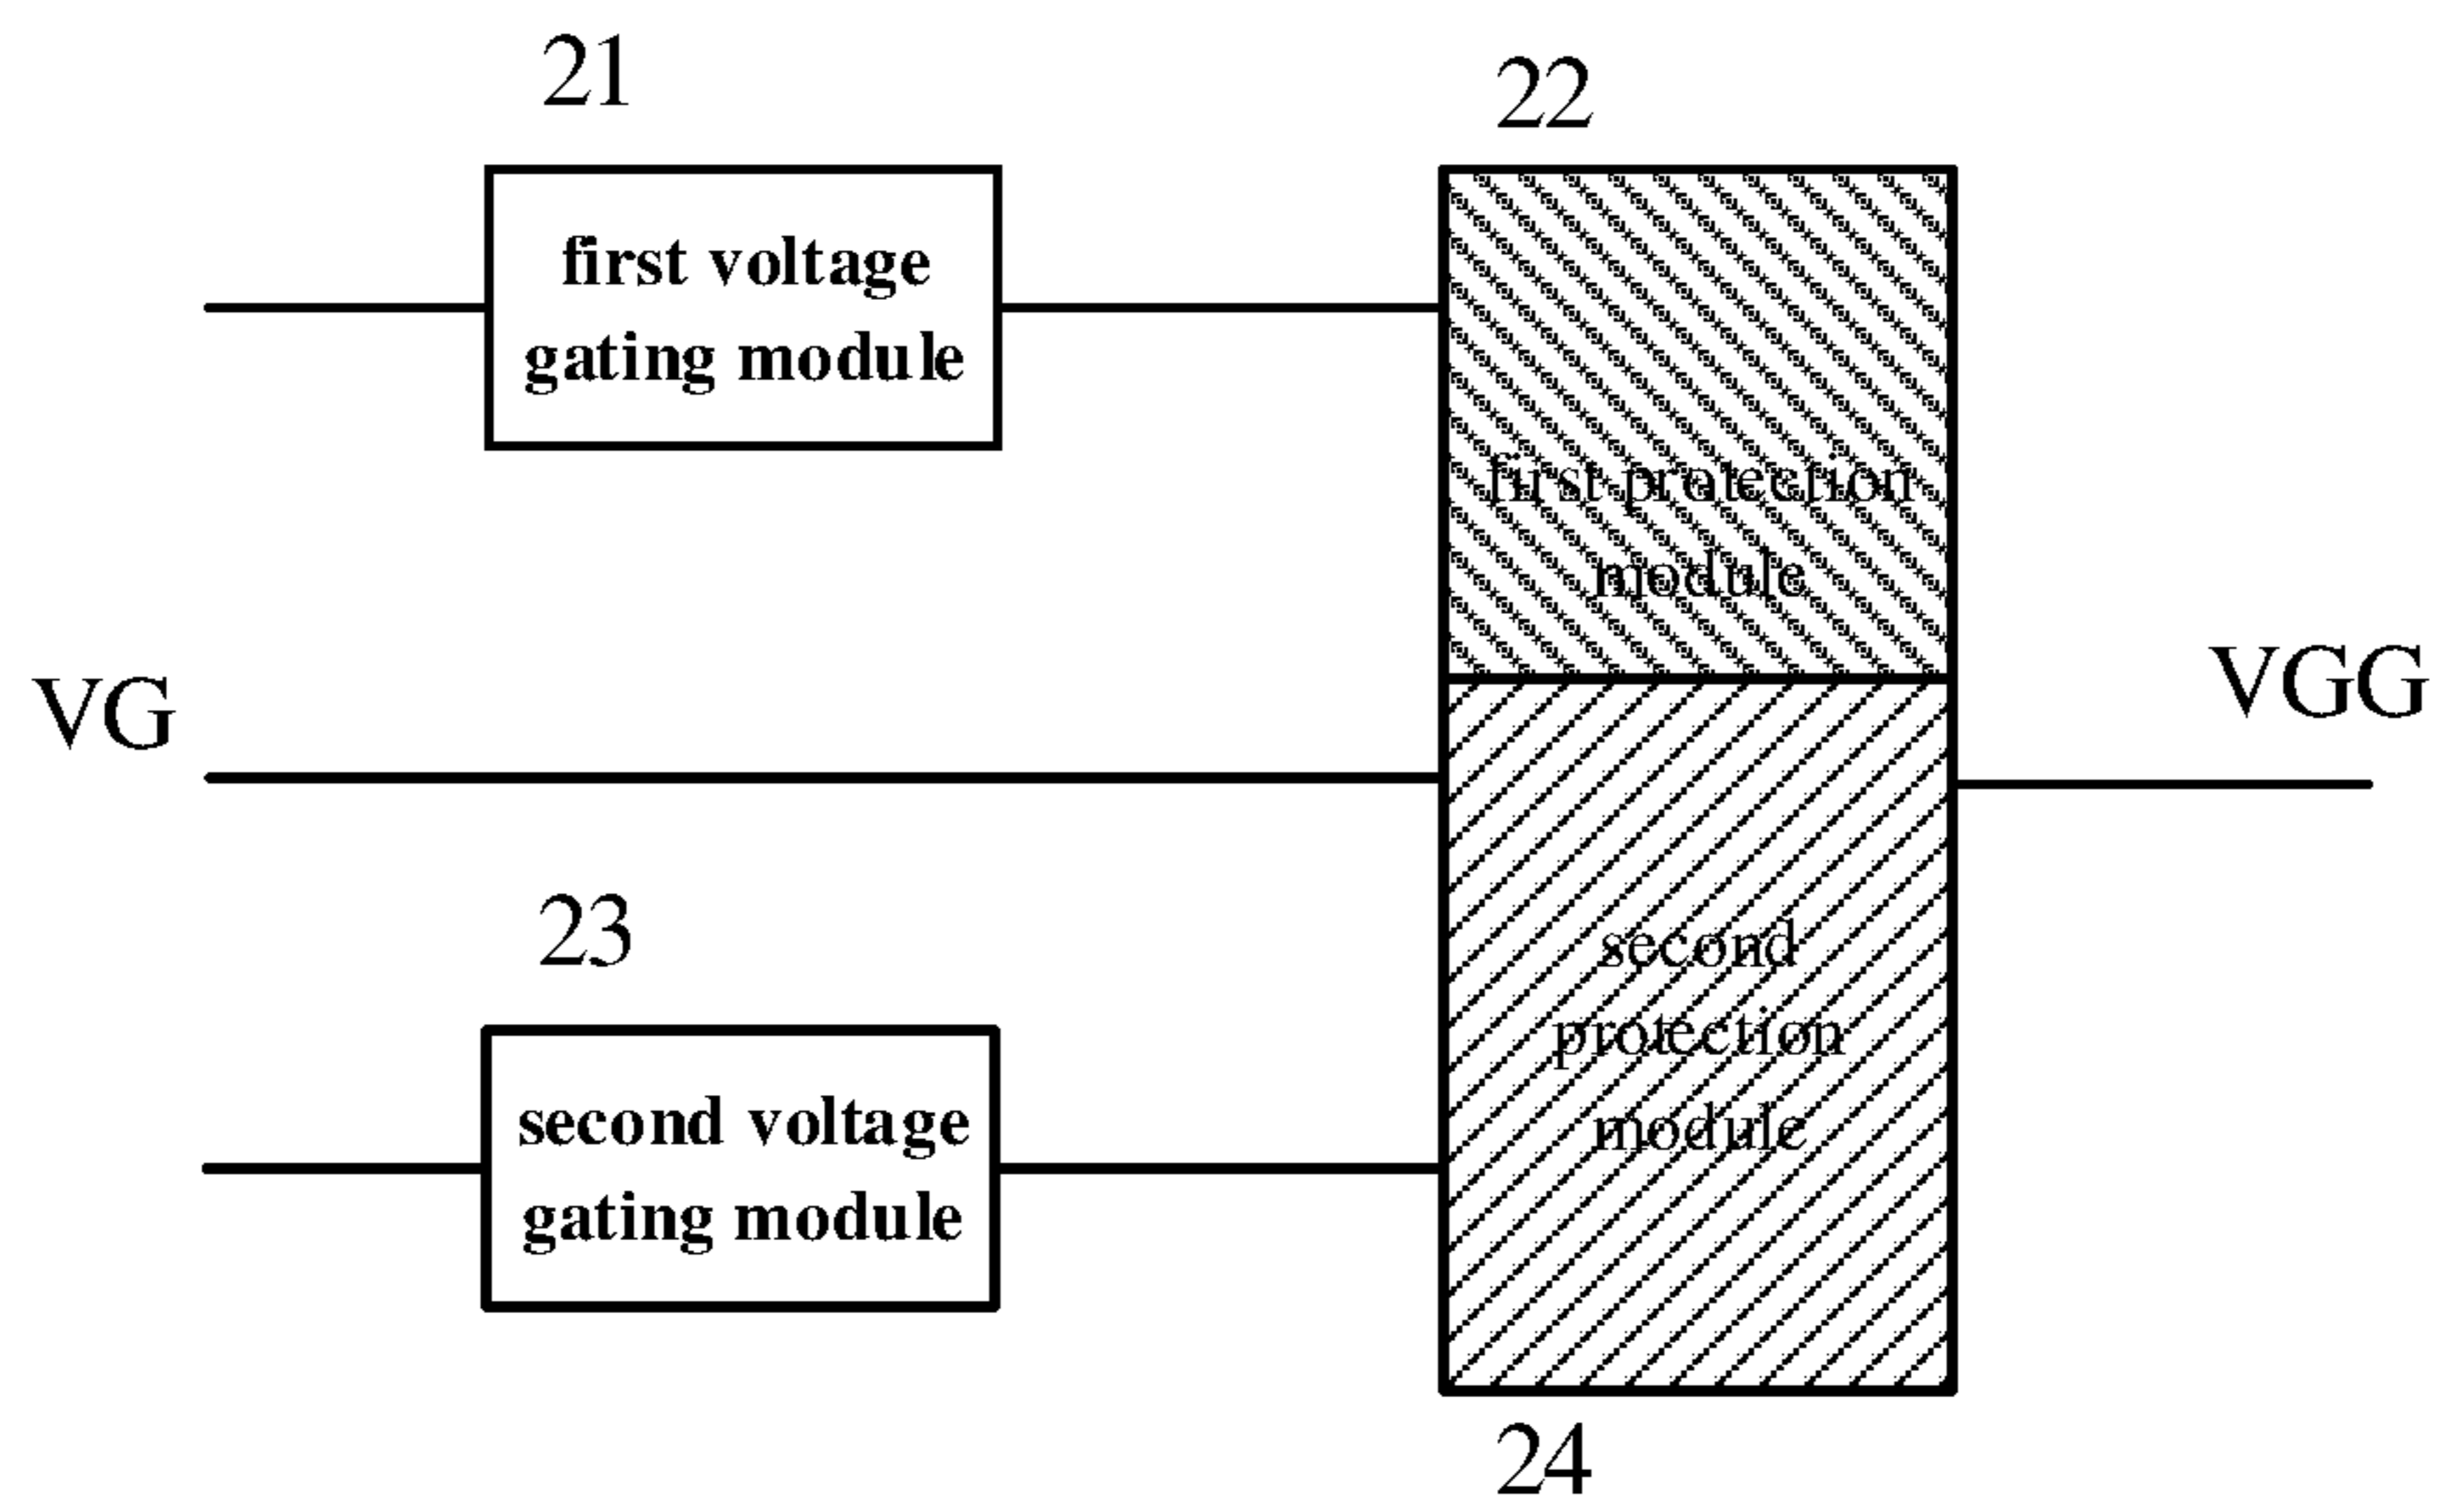 21
22
first voltage
gating module
first protection
module
VG
VGG
23
second voltage
gating module
second
protection
module
24